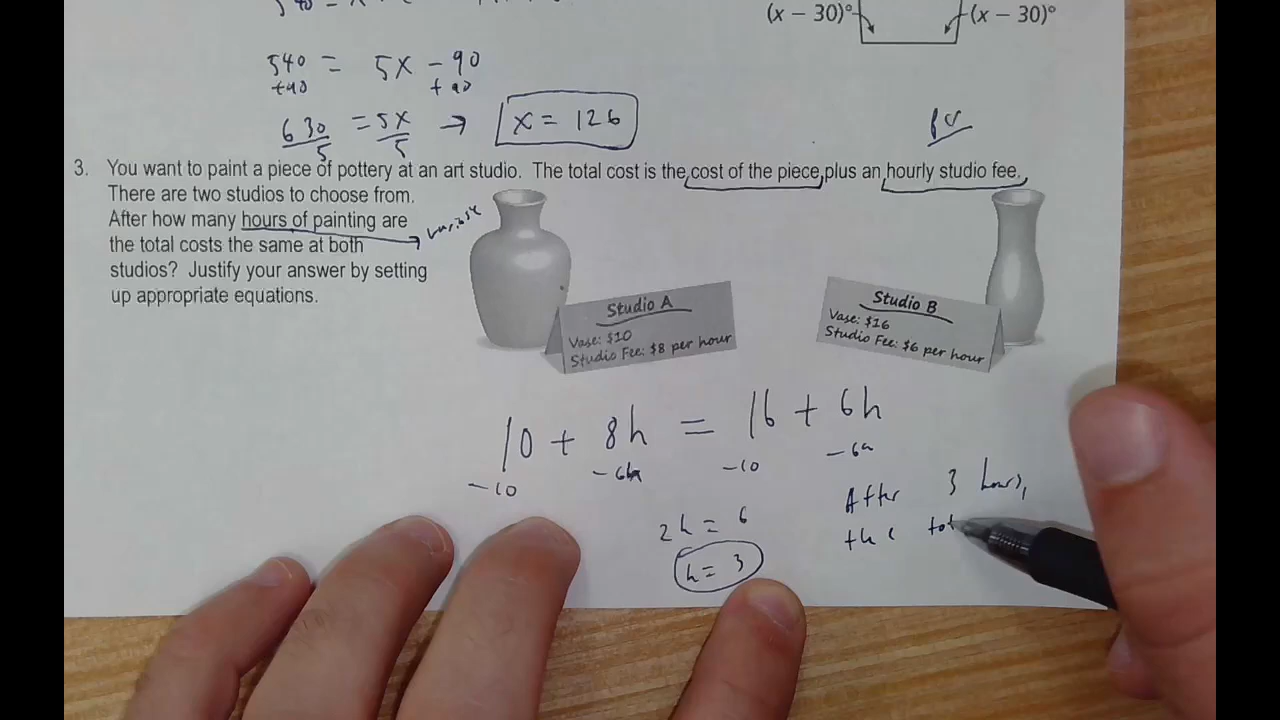 (x – 30)° (x – 30)°
540 = 5x – 90
+90 +90
630/5 = 5x/5 → x = 126
3. You want to paint a piece of pottery at an art studio. The total cost is the cost of the piece plus an hourly studio fee.
There are two studios to choose from.
After how many hours of painting are
variable
the total costs the same at both
studios? Justify your answer by setting
up appropriate equations.
Studio A
Vase: $10
Studio Fee: $8 per hour
Studio B
Vase: $16
Studio Fee: $6 per hour
10 + 8h = 16 + 6h
–10 –6h –10 –6h
2h = 6
h = 3
After 3 hours,
the tot